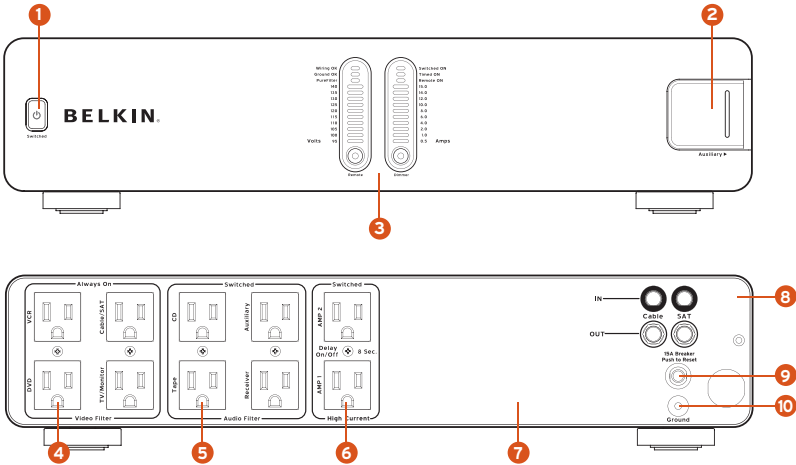 1
2
BELKIN®
Switched
Wiring OK
Ground OK
PureFilter
140
135
130
125
120
115
110
105
100
Volts 95
Remote
Switched ON
Timed ON
Remote ON
15.0
14.0
12.0
10.0
8.0
6.0
4.0
2.0
1.0
0.5 Amps
Dimmer
Auxiliary
3
Always On
VCR
Cable/SAT
DVD
TV/Monitor
Video Filter
Switched
CD
Auxiliary
Tape
Receiver
Audio Filter
Switched
AMP 2
Delay
On/Off 8 Sec.
AMP 1
High Current
IN
Cable SAT
OUT
15A Breaker
Push to Reset
Ground
8
9
10
4
5
6
7